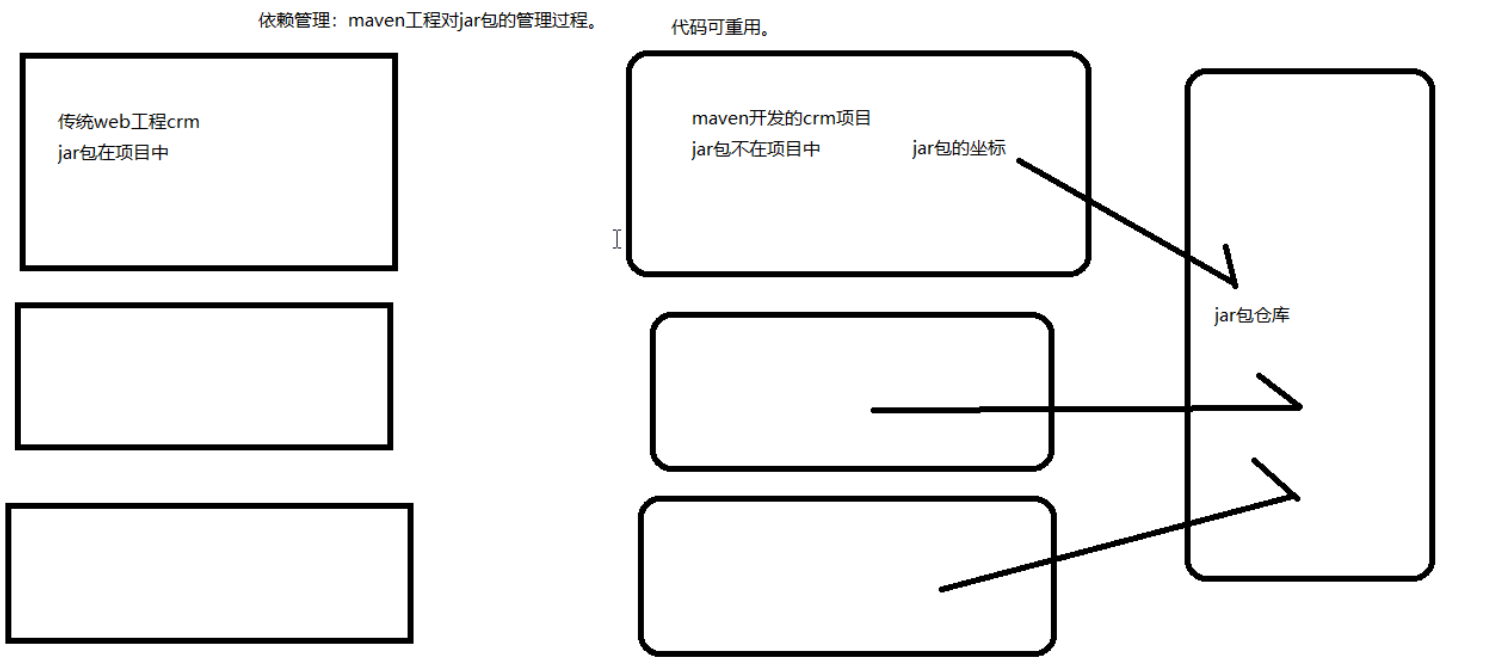 依赖管理：maven工程对jar包的管理过程。
代码可重用。
传统web工程crm
jar包在项目中
maven开发的crm项目
jar包不在项目中
jar包的坐标
jar包仓库